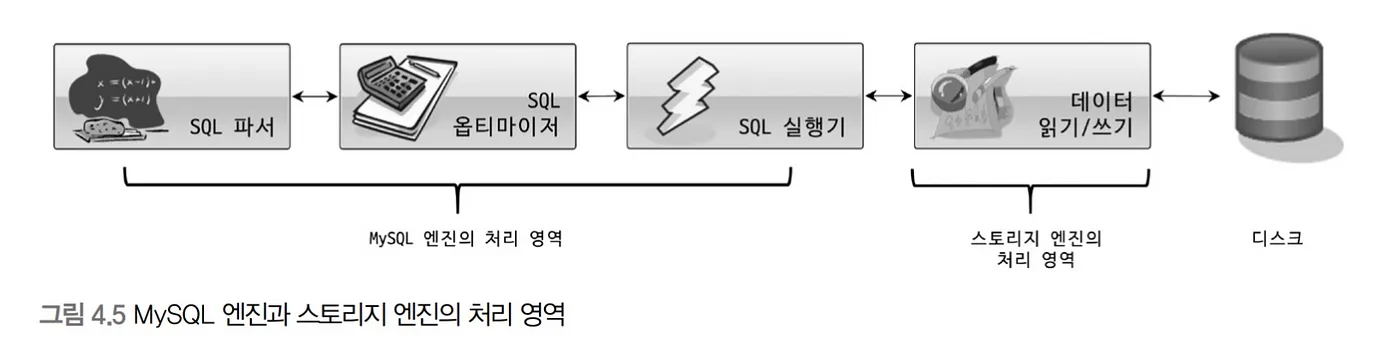 SQL 파서
SQL
옵티마이저
SQL 실행기
데이터
읽기/쓰기
MySQL 엔진의 처리 영역
스토리지 엔진의
처리 영역
디스크
그림 4.5 MySQL 엔진과 스토리지 엔진의 처리 영역